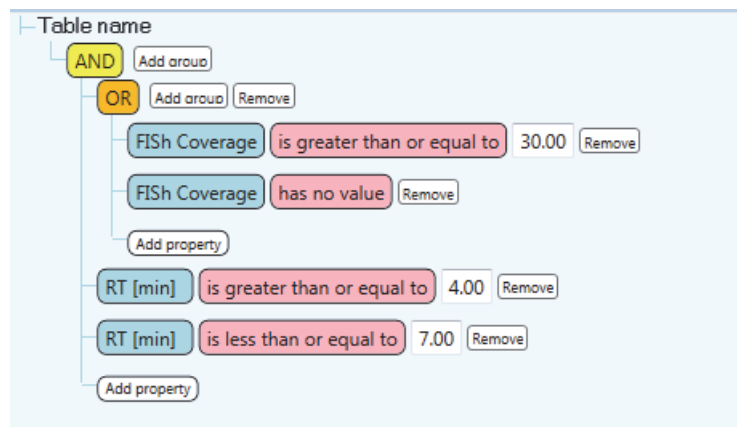 Table name
AND Add group
OR Add group Remove
FISh Coverage is greater than or equal to 30.00 Remove
FISh Coverage has no value Remove
Add property
RT [min] is greater than or equal to 4.00 Remove
RT [min] is less than or equal to 7.00 Remove
Add property